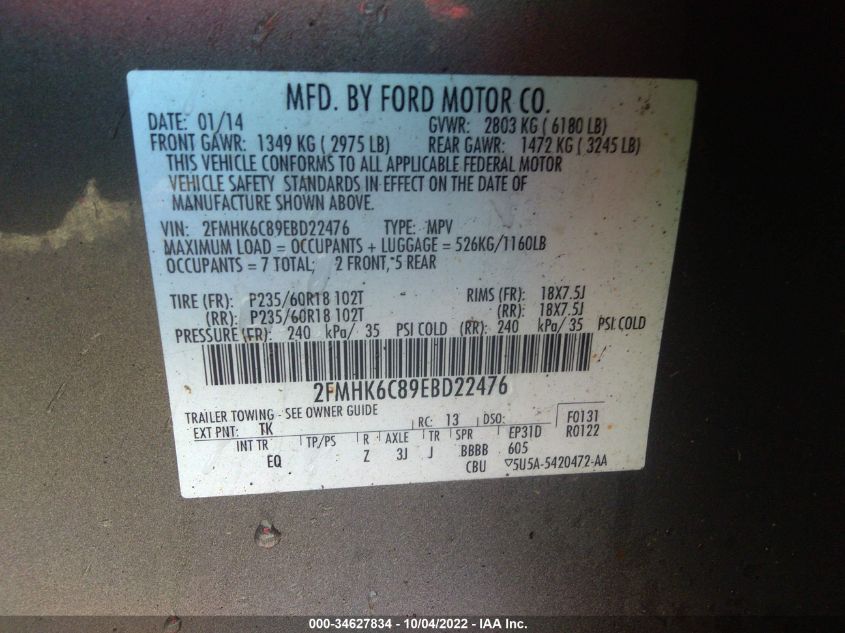 MFD. BY FORD MOTOR CO.
DATE: 01/14 GVWR: 2803 KG ( 6180 LB)
FRONT GAWR: 1349 KG ( 2975 LB) REAR GAWR: 1472 KG ( 3245 LB)
THIS VEHICLE CONFORMS TO ALL APPLICABLE FEDERAL MOTOR
VEHICLE SAFETY STANDARDS IN EFFECT ON THE DATE OF
MANUFACTURE SHOWN ABOVE.
VIN: 2FMHK6C89EBD22476 TYPE: MPV
MAXIMUM LOAD = OCCUPANTS + LUGGAGE = 526KG/1160LB
OCCUPANTS = 7 TOTAL; 2 FRONT, 5 REAR
TIRE (FR): P235/60R18 102T RIMS (FR): 18X7.5J
(RR): P235/60R18 102T (RR): 18X7.5J
PRESSURE (FR): 240 kPa/ 35 PSI COLD (RR): 240 kPa/ 35 PSI COLD
2FMHK6C89EBD22476
TRAILER TOWING - SEE OWNER GUIDE
EXT PNT: TK RC: 13 DSO: F0131
INT TR TP/PS R AXLE TR SPR EP31D R0122
EQ Z 3J J BBBB 605
CBU ▽5U5A-5420472-AA
000-34627834 - 10/04/2022 - IAA Inc.